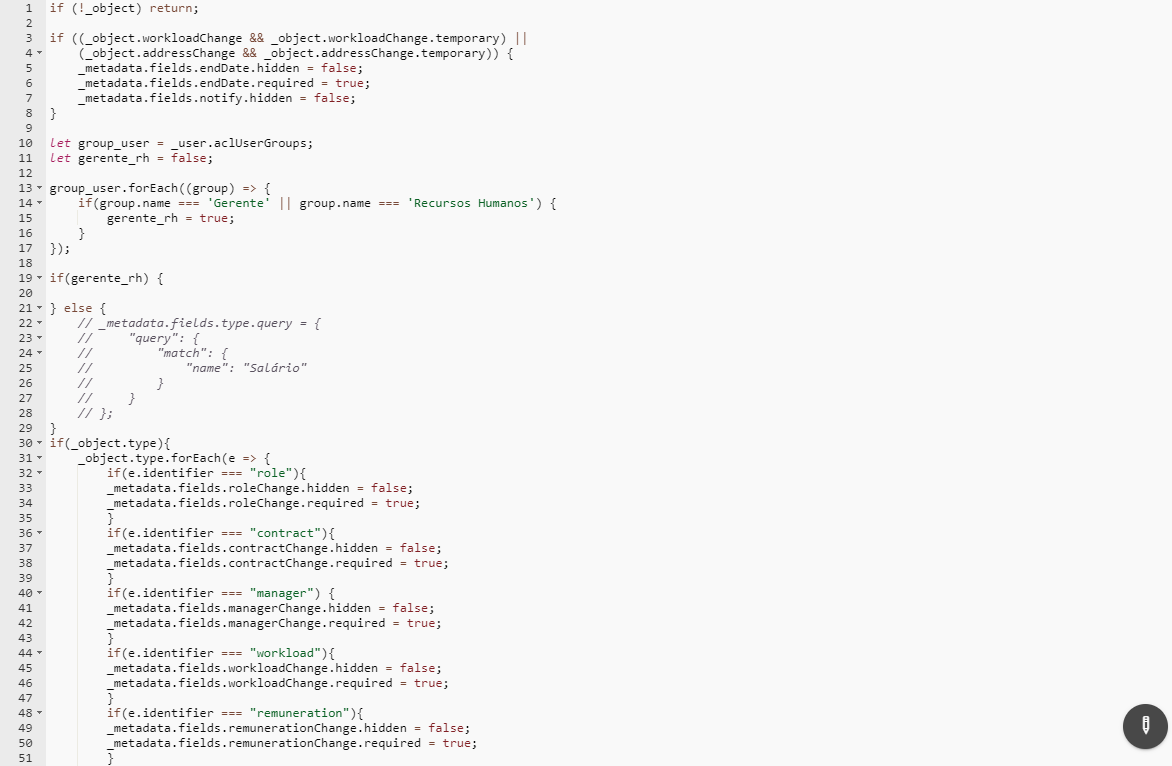 1 if (!_object) return;
2
3 if ((_object.workloadChange && _object.workloadChange.temporary) ||
4     (_object.addressChange && _object.addressChange.temporary)) {
5     _metadata.fields.endDate.hidden = false;
6     _metadata.fields.endDate.required = true;
7     _metadata.fields.notify.hidden = false;
8 }
9
10 let group_user = _user.aclUserGroups;
11 let gerente_rh = false;
12
13 group_user.forEach((group) => {
14     if(group.name === 'Gerente' || group.name === 'Recursos Humanos') {
15         gerente_rh = true;
16     }
17 });
18
19 if(gerente_rh) {
20
21 } else {
22     // _metadata.fields.type.query = {
23     //     "query": {
24     //         "match": {
25     //             "name": "Salário"
26     //         }
27     //     }
28     // };
29 }
30 if(_object.type){
31     _object.type.forEach(e => {
32         if(e.identifier === "role"){
33         _metadata.fields.roleChange.hidden = false;
34         _metadata.fields.roleChange.required = true;
35         }
36         if(e.identifier === "contract"){
37         _metadata.fields.contractChange.hidden = false;
38         _metadata.fields.contractChange.required = true;
39         }
40         if(e.identifier === "manager") {
41         _metadata.fields.managerChange.hidden = false;
42         _metadata.fields.managerChange.required = true;
43         }
44         if(e.identifier === "workload"){
45         _metadata.fields.workloadChange.hidden = false;
46         _metadata.fields.workloadChange.required = true;
47         }
48         if(e.identifier === "remuneration"){
49         _metadata.fields.remunerationChange.hidden = false;
50         _metadata.fields.remunerationChange.required = true;
51         }